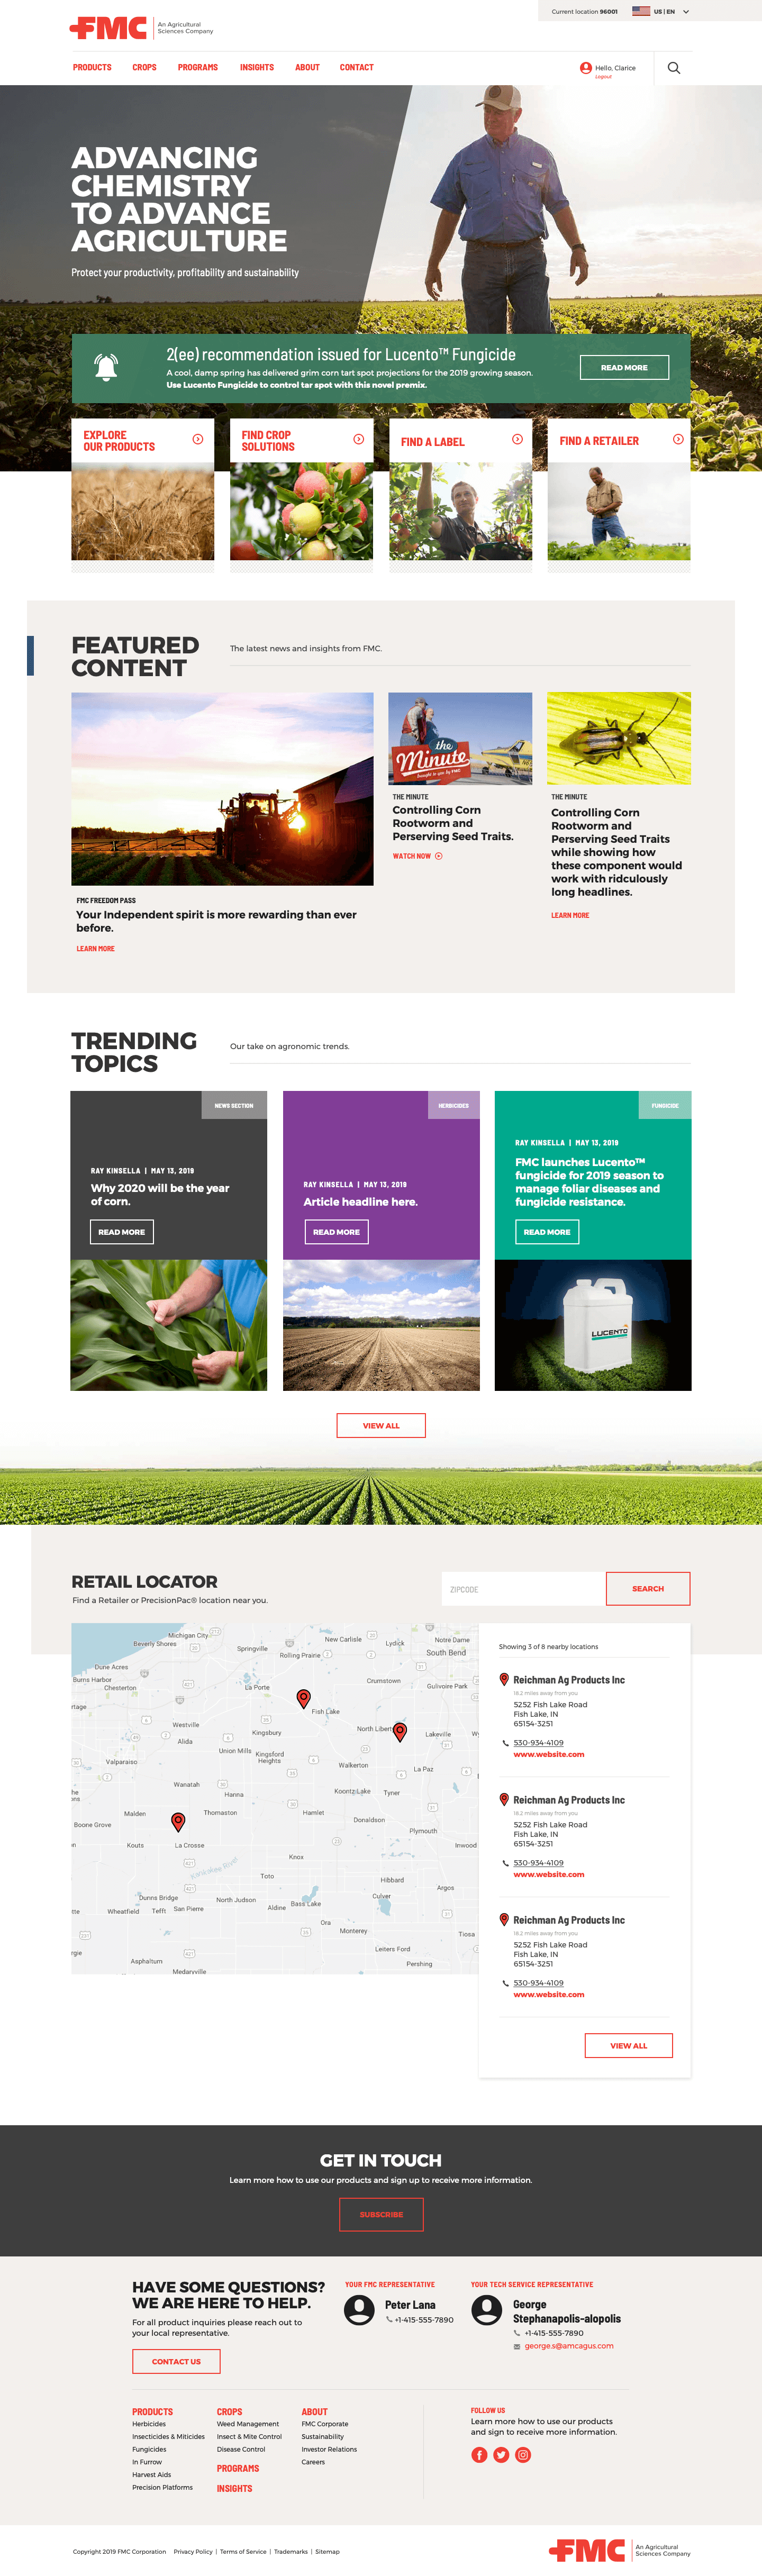 Current location 96001
US | EN
FMC
An Agricultural
Sciences Company
PRODUCTS
CROPS
PROGRAMS
INSIGHTS
ABOUT
CONTACT
Hello, Clarice
Logout
ADVANCING
CHEMISTRY
TO ADVANCE
AGRICULTURE
Protect your productivity, profitability and sustainability
2(ee) recommendation issued for Lucento™ Fungicide
A cool, damp spring has delivered grim corn tart spot projections for the 2019 growing season.
Use Lucento Fungicide to control tar spot with this novel premix.
READ MORE
EXPLORE
OUR PRODUCTS
FIND CROP
SOLUTIONS
FIND A LABEL
FIND A RETAILER
FEATURED
CONTENT
The latest news and insights from FMC.
the
Minute
brought to you by FMC
FMC FREEDOM PASS
Your Independent spirit is more rewarding than ever
before.
LEARN MORE
THE MINUTE
Controlling Corn
Rootworm and
Perserving Seed Traits.
WATCH NOW
THE MINUTE
Controlling Corn
Rootworm and
Perserving Seed Traits
while showing how
these component would
work with ridculously
long headlines.
LEARN MORE
TRENDING
TOPICS
Our take on agronomic trends.
NEWS SECTION
RAY KINSELLA | MAY 13, 2019
Why 2020 will be the year
of corn.
READ MORE
HERBICIDES
RAY KINSELLA | MAY 13, 2019
Article headline here.
READ MORE
FUNGICIDE
RAY KINSELLA | MAY 13, 2019
FMC launches Lucento™
fungicide for 2019 season to
manage foliar diseases and
fungicide resistance.
READ MORE
LUCENTO
VIEW ALL
RETAIL LOCATOR
Find a Retailer or PrecisionPac® location near you.
ZIPCODE
SEARCH
Michigan City
Beverly Shores
Springville
New Carlisle
Lydick
Notre Dame
South Bend
Rolling Prairie
Dune Acres
Burns Harbor
Chesterton
La Porte
Crumstown
Gulivoire Park
Fish Lake
rtage
Westville
Kingsbury
North Libert
Lakeville
Wy
Alida
Union Mills
Kingsford
Heights
Valparaiso
Walkerton
La Paz
Wanatah
Hanna
Koontz Lake
Tyner
Malden
Thomaston
Hamlet
Donaldson
Boone Grove
Plymouth
Kouts
La Crosse
Inwood
Knox
Kankakee River
Toto
Hibbard
Argos
Dunns Bridge
North Judson
Bass Lake
Culver
Wheatfield
Tefft
San Pierre
Aldine
Ora
Monterey
Tiosa
Leiters Ford
Asphaltum
Pershing
Medaryville
Showing 3 of 8 nearby locations
Reichman Ag Products Inc
16.2 miles away from you
5252 Fish Lake Road
Fish Lake, IN
65154-3251
530-934-4109
www.website.com
Reichman Ag Products Inc
16.2 miles away from you
5252 Fish Lake Road
Fish Lake, IN
65154-3251
530-934-4109
www.website.com
Reichman Ag Products Inc
16.2 miles away from you
5252 Fish Lake Road
Fish Lake, IN
65154-3251
530-934-4109
www.website.com
VIEW ALL
GET IN TOUCH
Learn more how to use our products and sign up to receive more information.
SUBSCRIBE
HAVE SOME QUESTIONS?
WE ARE HERE TO HELP.
For all product inquiries please reach out to
your local representative.
CONTACT US
YOUR FMC REPRESENTATIVE
Peter Lana
+1-415-555-7890
YOUR TECH SERVICE REPRESENTATIVE
George
Stephanapolis-alopolis
+1-415-555-7890
george.s@amcagus.com
PRODUCTS
Herbicides
Insecticides & Miticides
Fungicides
In Furrow
Harvest Aids
Precision Platforms
CROPS
Weed Management
Insect & Mite Control
Disease Control
PROGRAMS
INSIGHTS
ABOUT
FMC Corporate
Sustainability
Investor Relations
Careers
FOLLOW US
Learn more how to use our products
and sign to receive more information.
Copyright 2019 FMC Corporation Privacy Policy | Terms of Service | Trademarks | Sitemap
FMC
An Agricultural
Sciences Company